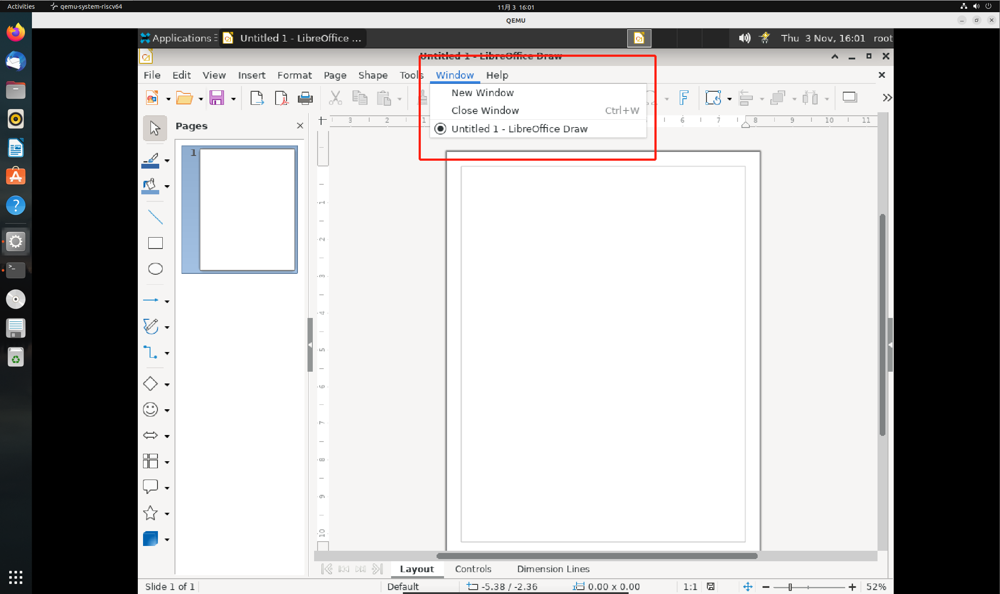 Activities qemu-system-riscv64 11月 3 16:01
QEMU
Applications Untitled 1 - LibreOffice ... Thu 3 Nov, 16:01 root
Untitled 1 - LibreOffice Draw
File Edit View Insert Format Page Shape Tools Window Help
New Window
Close Window Ctrl+W
Untitled 1 - LibreOffice Draw
3 2 1 6 7 8 9 10 11
Pages
1
1
2
3
4
5
6
7
8
9
10
Layout Controls Dimension Lines
Slide 1 of 1 Default -5.38 / -2.36 0.00 x 0.00 1:1 52%